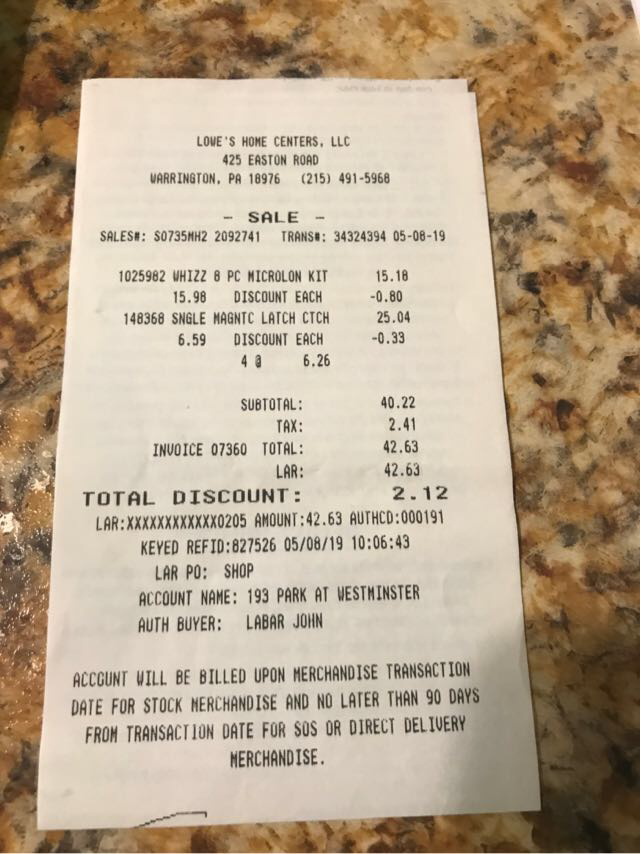 LOWE'S HOME CENTERS, LLC
425 EASTON ROAD
WARRINGTON, PA 18976 (215) 491-5968
- SALE -
SALES#: S0735MH2 2092741 TRANS#: 34324394 05-08-19
1025982 WHIZZ 8 PC MICROLON KIT 15.18
15.98 DISCOUNT EACH -0.80
148368 SNGLE MAGNTC LATCH CTCH 25.04
6.59 DISCOUNT EACH -0.33
4 @ 6.26
SUBTOTAL: 40.22
TAX: 2.41
INVOICE 07360 TOTAL: 42.63
LAR: 42.63
TOTAL DISCOUNT: 2.12
LAR:XXXXXXXXXXXX0205 AMOUNT:42.63 AUTHCD:000191
KEYED REFID:827526 05/08/19 10:06:43
LAR PO: SHOP
ACCOUNT NAME: 193 PARK AT WESTMINSTER
AUTH BUYER: LABAR JOHN
ACCOUNT WILL BE BILLED UPON MERCHANDISE TRANSACTION
DATE FOR STOCK MERCHANDISE AND NO LATER THAN 90 DAYS
FROM TRANSACTION DATE FOR SOS OR DIRECT DELIVERY
MERCHANDISE.